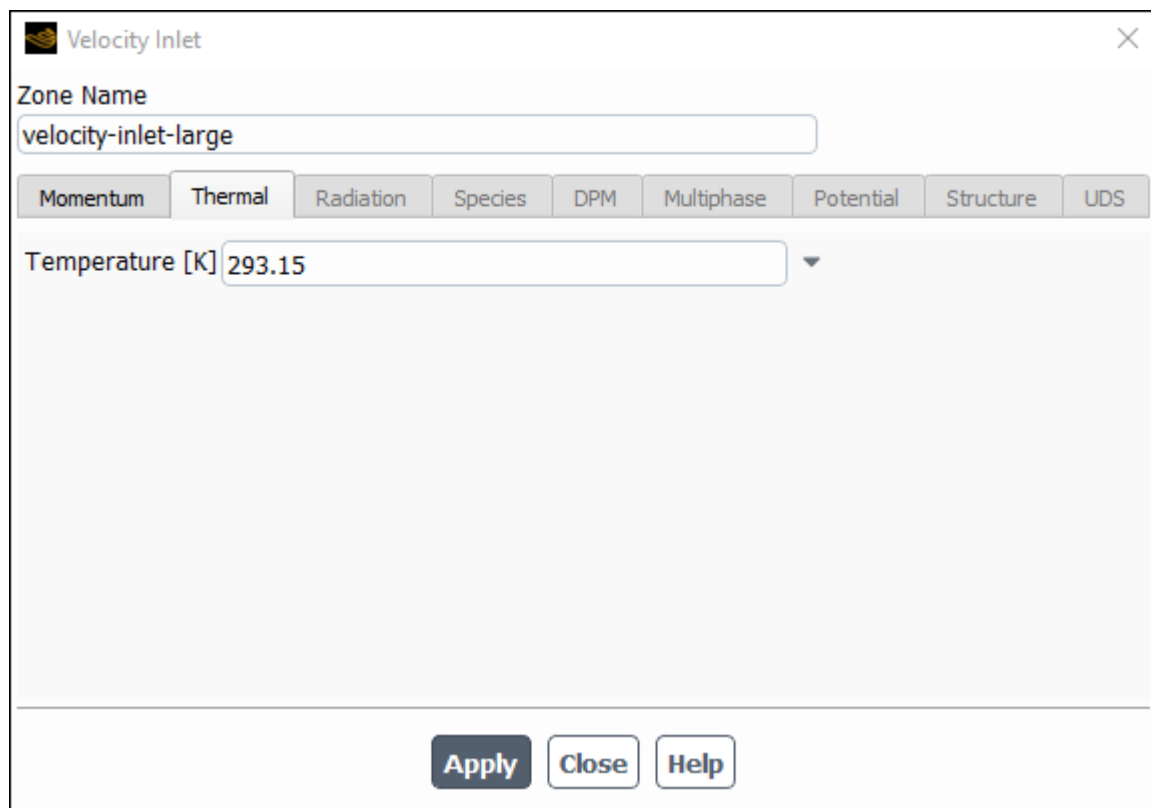 Velocity Inlet
Zone Name
velocity-inlet-large
Momentum Thermal Radiation Species DPM Multiphase Potential Structure UDS
Temperature [K] 293.15
Apply Close Help